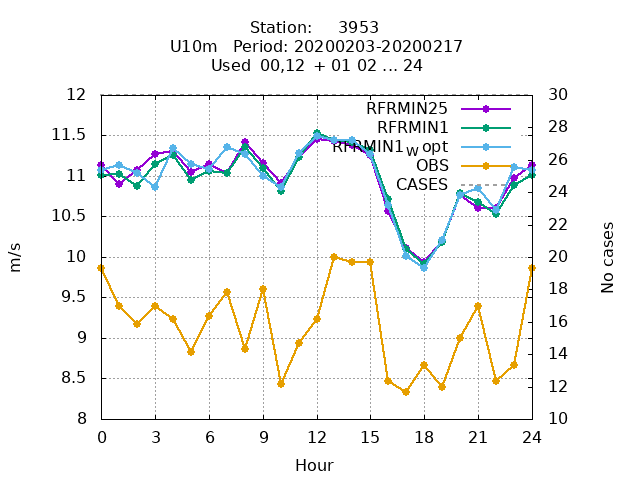 Station: 3953
U10m Period: 20200203-20200217
Used 00,12 + 01 02 ... 24
12 30
RFRMIN25
11.5 28
RFRMIN1
RFRMIN1w opt
OBS
26
11 CASES 24
10.5 22
10 20
9.5 18
9 16
8.5 14
12
8 10
m/s
No cases
0 3 6 9 12 15 18 21 24
Hour